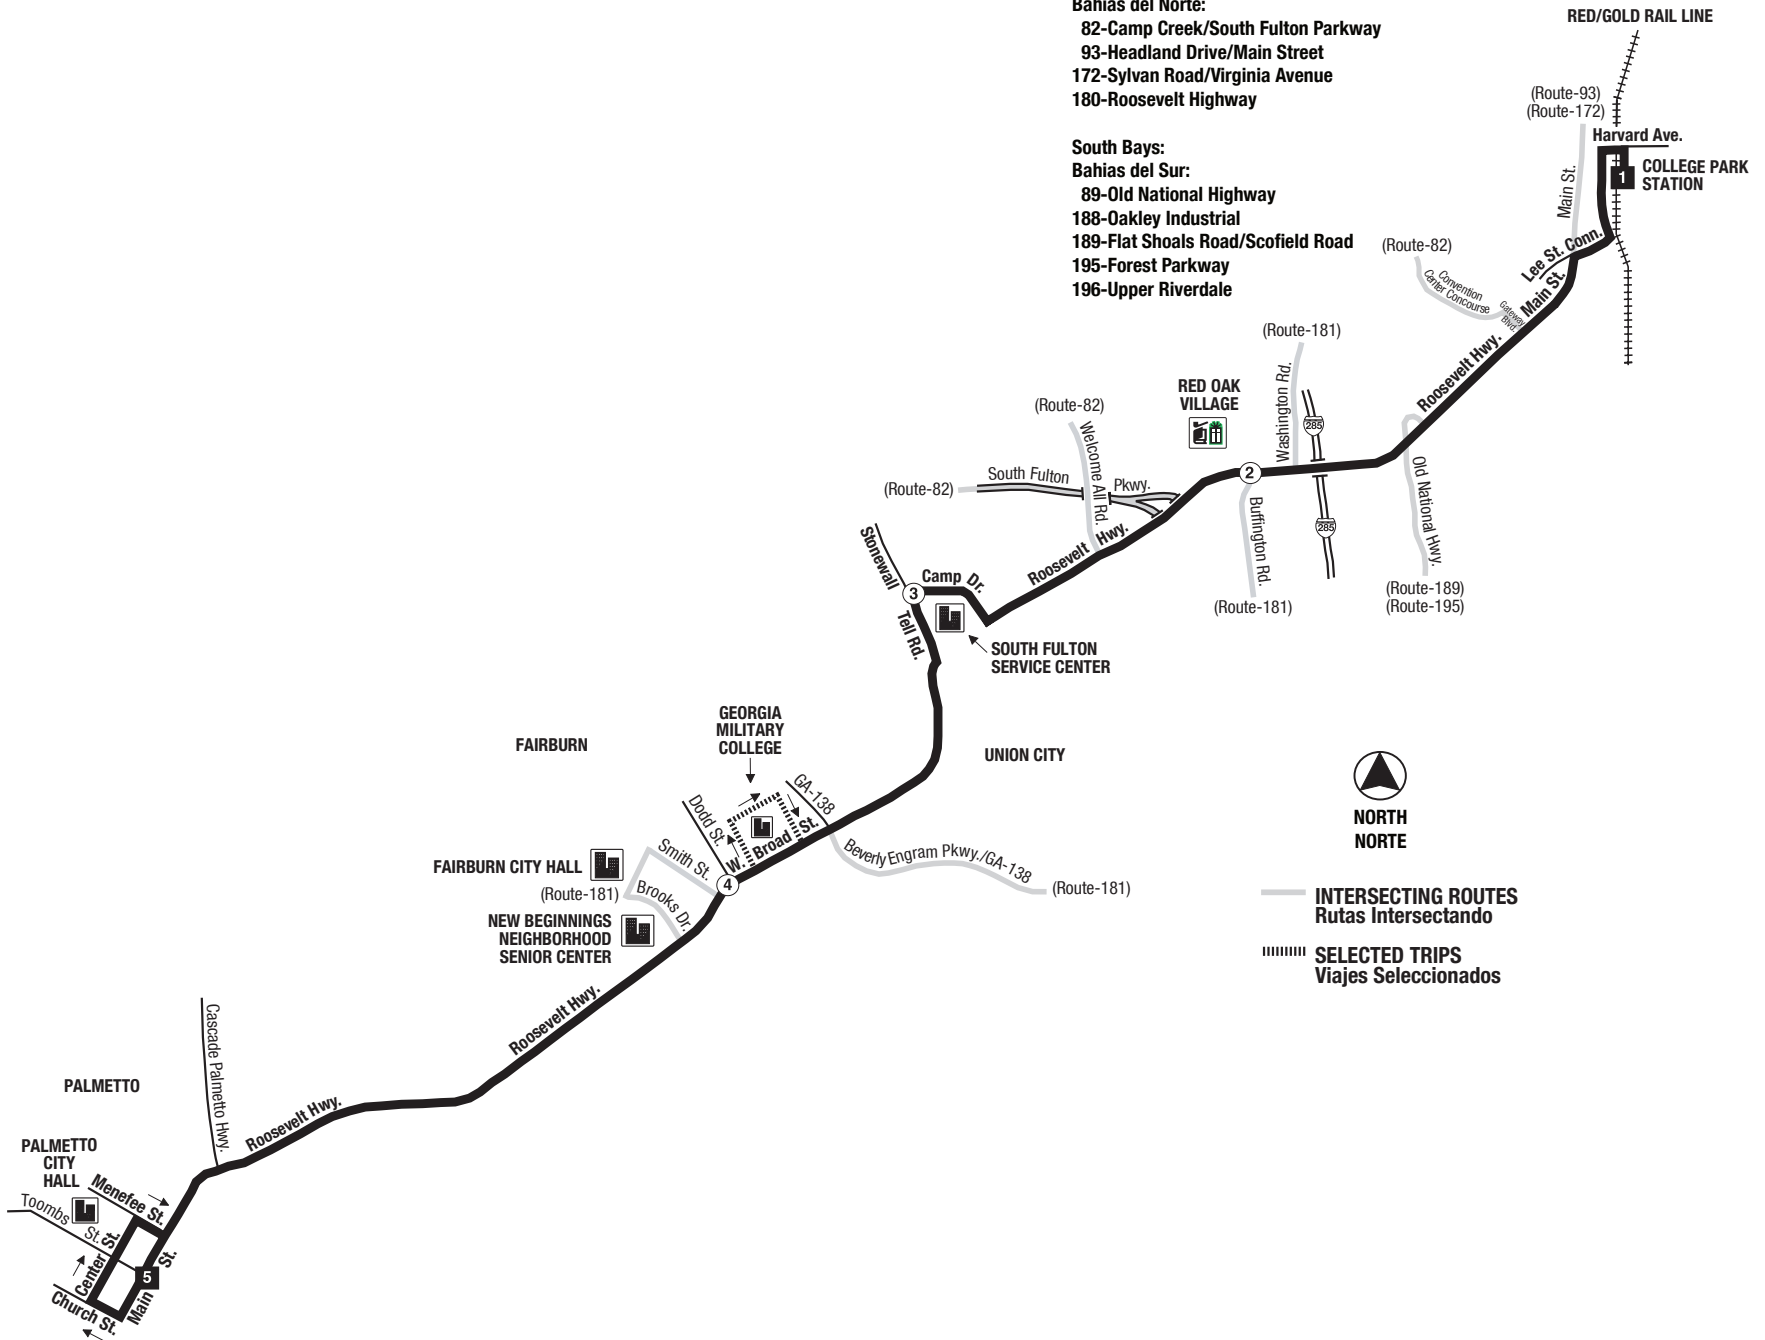 Bahias del Norte:
82-Camp Creek/South Fulton Parkway
93-Headland Drive/Main Street
172-Sylvan Road/Virginia Avenue
180-Roosevelt Highway
South Bays:
Bahias del Sur:
89-Old National Highway
188-Oakley Industrial
189-Flat Shoals Road/Scofield Road
195-Forest Parkway
196-Upper Riverdale
RED/GOLD RAIL LINE
(Route-93)
(Route-172)
Harvard Ave.
1
COLLEGE PARK
STATION
Main St.
Lee St. Conn.
Main St.
(Route-82)
Convention
Center Concourse
Gateway
Blvd.
Roosevelt Hwy.
(Route-181)
Washington Rd.
285
285
RED OAK
VILLAGE
2
Old National Hwy.
(Route-189)
(Route-195)
Buffington Rd.
(Route-181)
(Route-82)
Welcome All Rd.
(Route-82)
South Fulton
Pkwy.
Roosevelt Hwy.
Stonewall
Tell Rd.
3
Camp Dr.
SOUTH FULTON
SERVICE CENTER
GEORGIA
MILITARY
COLLEGE
FAIRBURN
UNION CITY
GA-138
Dodd St.
W. Broad St.
Beverly Engram Pkwy./GA-138
(Route-181)
4
Smith St.
FAIRBURN CITY HALL
(Route-181)
Brooks Dr.
NEW BEGINNINGS
NEIGHBORHOOD
SENIOR CENTER
NORTH
NORTE
INTERSECTING ROUTES
Rutas Intersectando
SELECTED TRIPS
Viajes Seleccionados
Roosevelt Hwy.
Cascade Palmetto Hwy.
PALMETTO
Roosevelt Hwy.
PALMETTO
CITY
HALL
Menefee St.
Toombs St.
Center St.
5
Main St.
Church St.